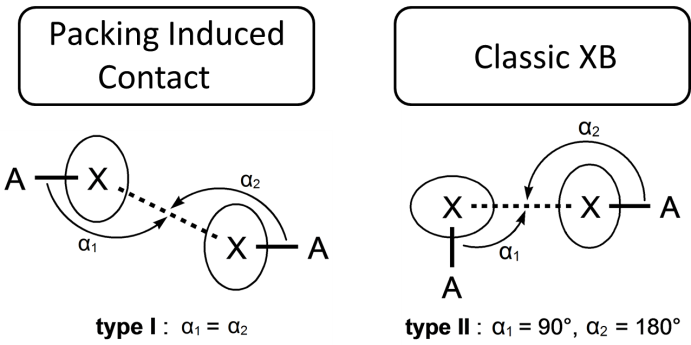 Packing Induced
Contact
Classic XB
A X
α₁
α₂
X A
type I : α₁ = α₂
α₂
X X A
α₁
A
type II : α₁ = 90°, α₂ = 180°